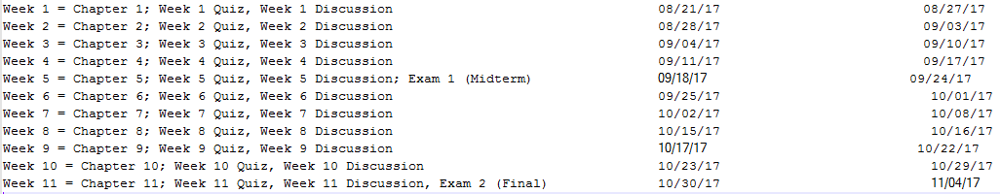 Week 1 = Chapter 1; Week 1 Quiz, Week 1 Discussion 08/21/17 08/27/17
Week 2 = Chapter 2; Week 2 Quiz, Week 2 Discussion 08/28/17 09/03/17
Week 3 = Chapter 3; Week 3 Quiz, Week 3 Discussion 09/04/17 09/10/17
Week 4 = Chapter 4; Week 4 Quiz, Week 4 Discussion 09/11/17 09/17/17
Week 5 = Chapter 5; Week 5 Quiz, Week 5 Discussion; Exam 1 (Midterm) 09/18/17 09/24/17
Week 6 = Chapter 6; Week 6 Quiz, Week 6 Discussion 09/25/17 10/01/17
Week 7 = Chapter 7; Week 7 Quiz, Week 7 Discussion 10/02/17 10/08/17
Week 8 = Chapter 8; Week 8 Quiz, Week 8 Discussion 10/15/17 10/16/17
Week 9 = Chapter 9; Week 9 Quiz, Week 9 Discussion 10/17/17 10/22/17
Week 10 = Chapter 10; Week 10 Quiz, Week 10 Discussion 10/23/17 10/29/17
Week 11 = Chapter 11; Week 11 Quiz, Week 11 Discussion, Exam 2 (Final) 10/30/17 11/04/17